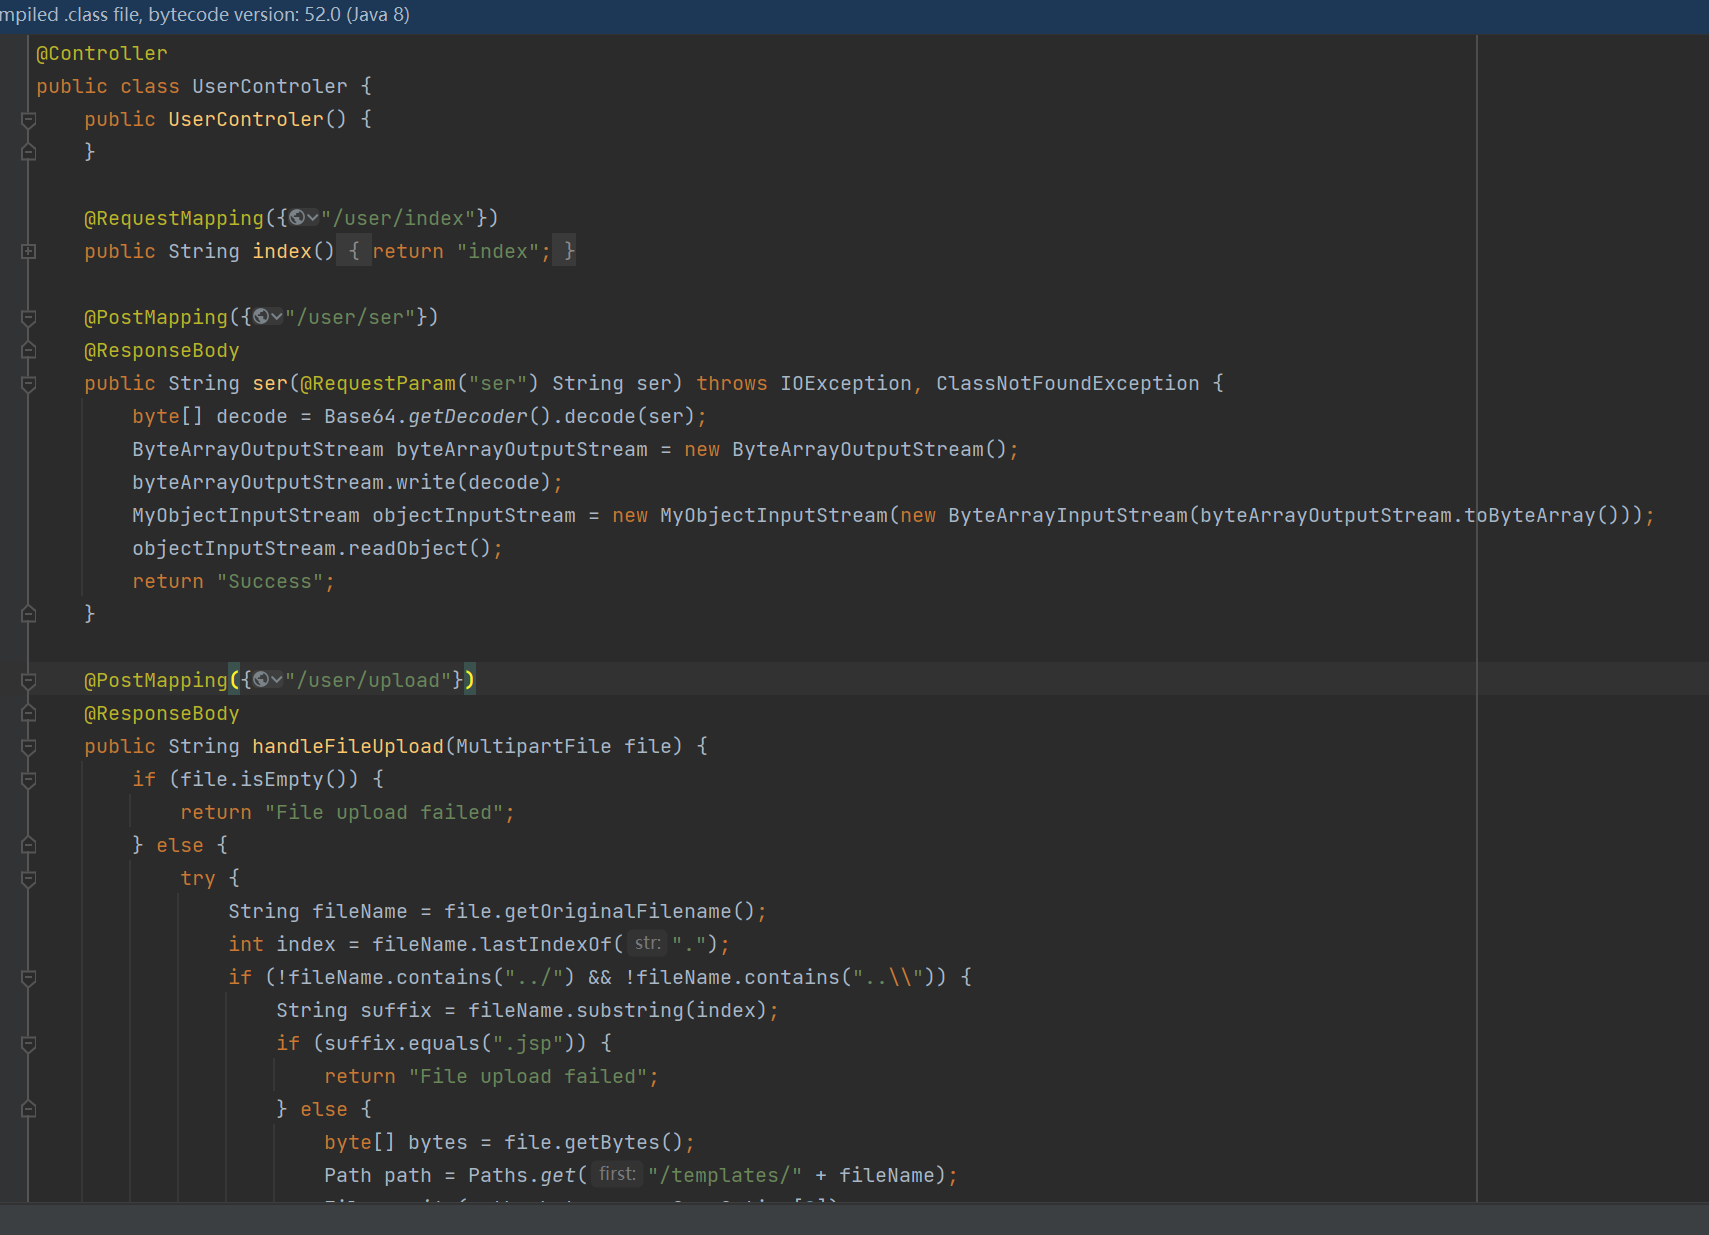 mpiled .class file, bytecode version: 52.0 (Java 8)
@Controller
public class UserControler {
    public UserControler() {
    }

    @RequestMapping({"/user/index"})
    public String index() { return "index"; }

    @PostMapping({"/user/ser"})
    @ResponseBody
    public String ser(@RequestParam("ser") String ser) throws IOException, ClassNotFoundException {
        byte[] decode = Base64.getDecoder().decode(ser);
        ByteArrayOutputStream byteArrayOutputStream = new ByteArrayOutputStream();
        byteArrayOutputStream.write(decode);
        MyObjectInputStream objectInputStream = new MyObjectInputStream(new ByteArrayInputStream(byteArrayOutputStream.toByteArray()));
        objectInputStream.readObject();
        return "Success";
    }

    @PostMapping({"/user/upload"})
    @ResponseBody
    public String handleFileUpload(MultipartFile file) {
        if (file.isEmpty()) {
            return "File upload failed";
        } else {
            try {
                String fileName = file.getOriginalFilename();
                int index = fileName.lastIndexOf( str: ".");
                if (!fileName.contains("../") && !fileName.contains("..\\")) {
                    String suffix = fileName.substring(index);
                    if (suffix.equals(".jsp")) {
                        return "File upload failed";
                    } else {
                        byte[] bytes = file.getBytes();
                        Path path = Paths.get( first: "/templates/" + fileName);